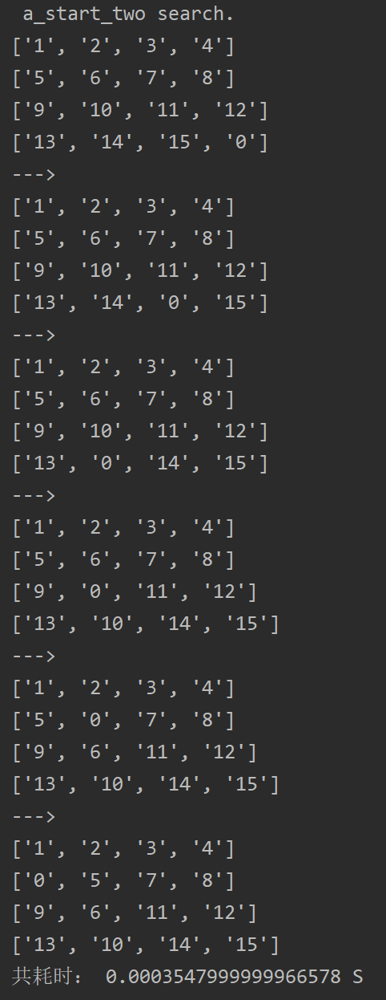 a_start_two search.
['1', '2', '3', '4']
['5', '6', '7', '8']
['9', '10', '11', '12']
['13', '14', '15', '0']
--->
['1', '2', '3', '4']
['5', '6', '7', '8']
['9', '10', '11', '12']
['13', '14', '0', '15']
--->
['1', '2', '3', '4']
['5', '6', '7', '8']
['9', '10', '11', '12']
['13', '0', '14', '15']
--->
['1', '2', '3', '4']
['5', '6', '7', '8']
['9', '0', '11', '12']
['13', '10', '14', '15']
--->
['1', '2', '3', '4']
['5', '0', '7', '8']
['9', '6', '11', '12']
['13', '10', '14', '15']
--->
['1', '2', '3', '4']
['0', '5', '7', '8']
['9', '6', '11', '12']
['13', '10', '14', '15']
共耗时： 0.0003547999999966578 S